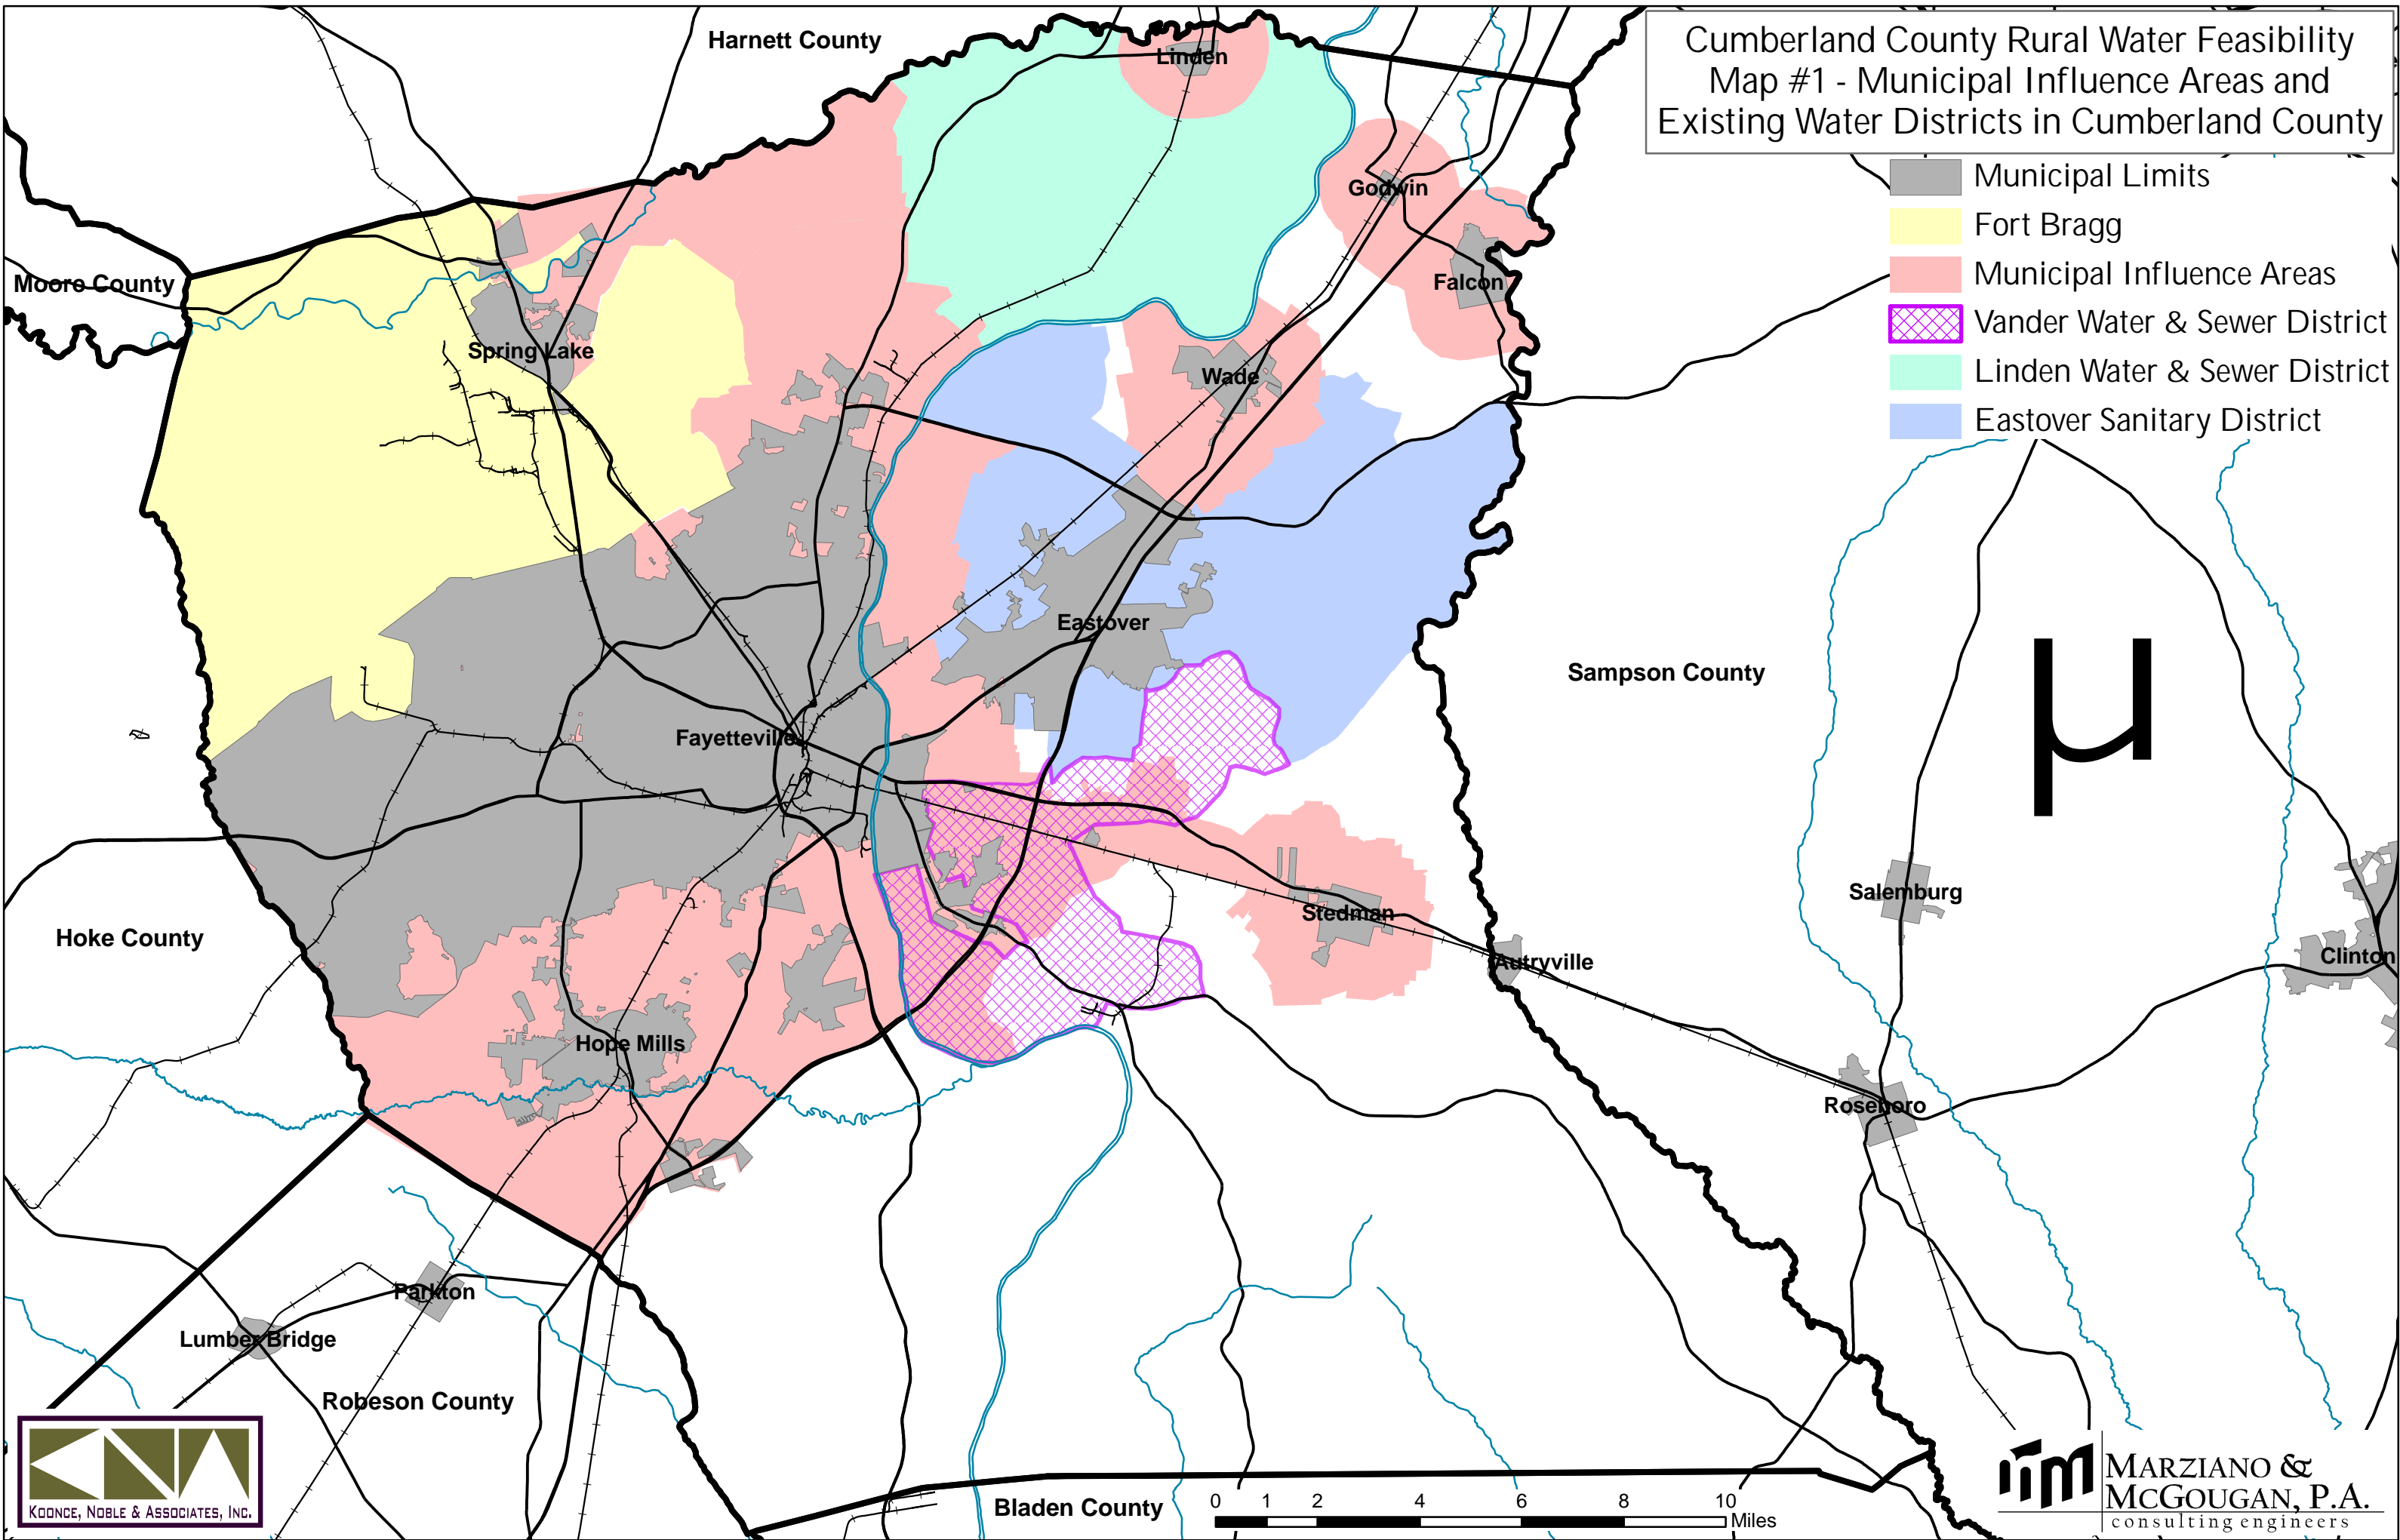 Cumberland County Rural Water Feasibility
Map #1 - Municipal Influence Areas and
Existing Water Districts in Cumberland County
Municipal Limits
Fort Bragg
Municipal Influence Areas
Vander Water & Sewer District
Linden Water & Sewer District
Eastover Sanitary District
Harnett County
Linden
Godwin
Moore County
Falcon
Spring Lake
Wade
Eastover
Sampson County
µ
Fayetteville
Salemburg
Stedman
Hoke County
Clinton
Autryville
Hope Mills
Roseboro
Parkton
Lumber Bridge
Robeson County
Bladen County
0 1 2 4 6 8 10
Miles
KNA
KOONCE, NOBLE & ASSOCIATES, INC.
MARZIANO &
MCGOUGAN, P.A.
consulting engineers